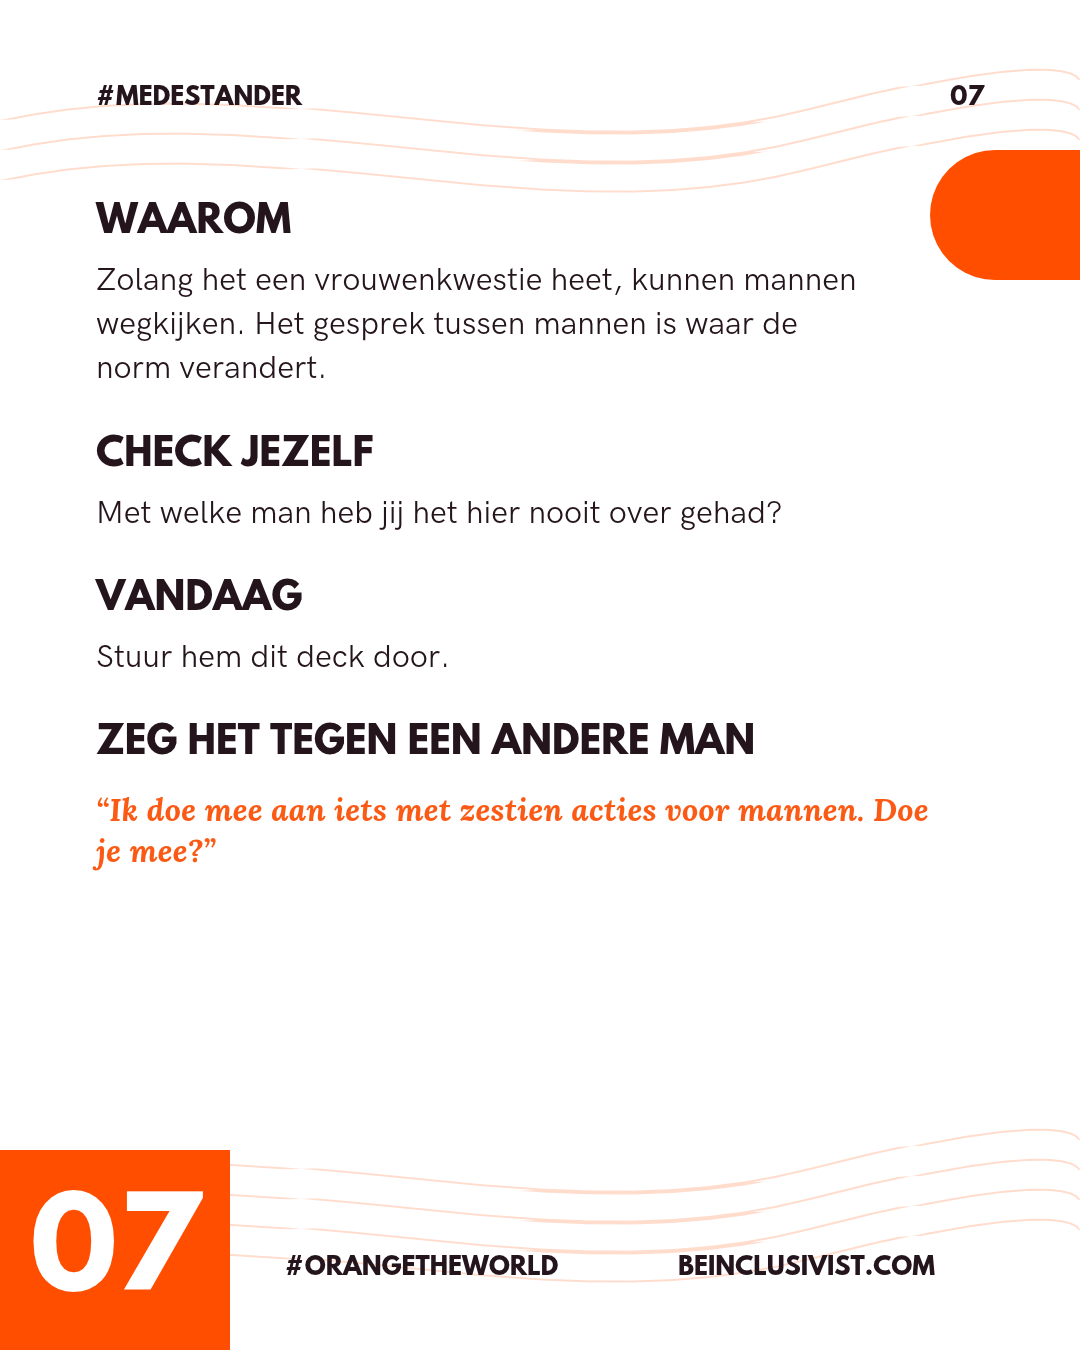 #MEDESTANDER
07
WAAROM
Zolang het een vrouwenkwestie heet, kunnen mannen
wegkijken. Het gesprek tussen mannen is waar de
norm verandert.
CHECK JEZELF
Met welke man heb jij het hier nooit over gehad?
VANDAAG
Stuur hem dit deck door.
ZEG HET TEGEN EEN ANDERE MAN
“Ik doe mee aan iets met zestien acties voor mannen. Doe
je mee?”
07
#ORANGETHEWORLD
BEINCLUSIVIST.COM